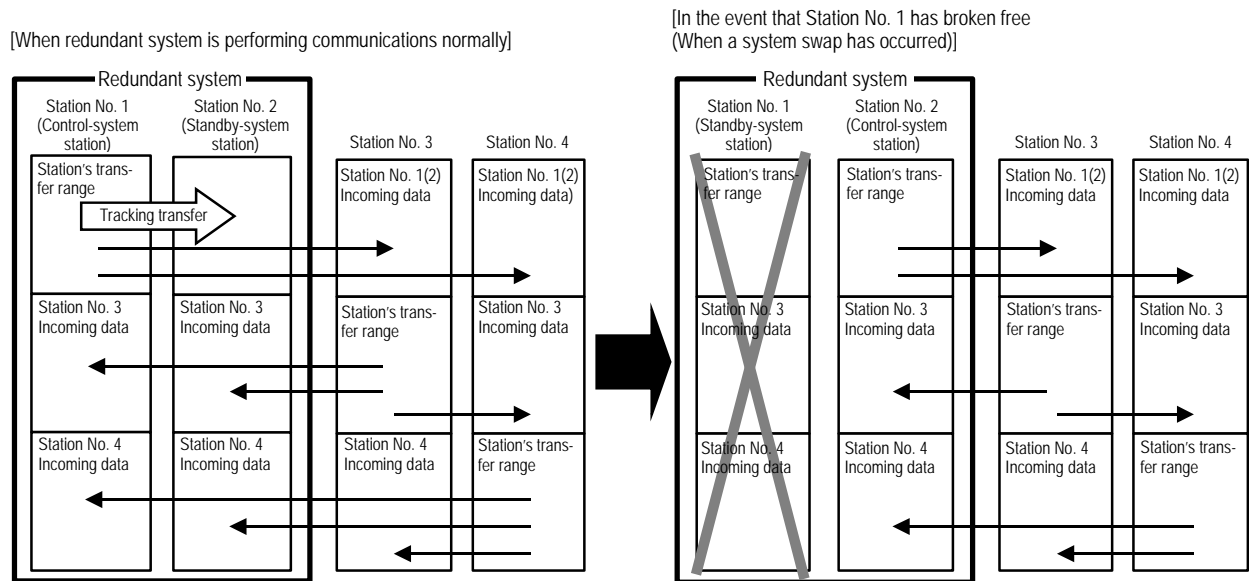 [When redundant system is performing communications normally]
Redundant system
Station No. 1
(Control-system
station)
Station No. 2
(Standby-system
station)
Station No. 3
Station No. 4
Station's trans-
fer range
Tracking transfer
Station No. 1(2)
Incoming data
Station No. 1(2)
Incoming data)
Station No. 3
Incoming data
Station No. 3
Incoming data
Station's trans-
fer range
Station No. 3
Incoming data
Station No. 4
Incoming data
Station No. 4
Incoming data
Station No. 4
Incoming data
Station's trans-
fer range
[In the event that Station No. 1 has broken free
(When a system swap has occurred)]
Redundant system
Station No. 1
(Standby-system
station)
Station No. 2
(Control-system
station)
Station No. 3
Station No. 4
Station's trans-
fer range
Station's trans-
fer range
Station No. 1(2)
Incoming data
Station No. 1(2)
Incoming data
Station No. 3
Incoming data
Station No. 3
Incoming data
Station's trans-
fer range
Station No. 3
Incoming data
Station No. 4
Incoming data
Station No. 4
Incoming data
Station No. 4
Incoming data
Station's trans-
fer range